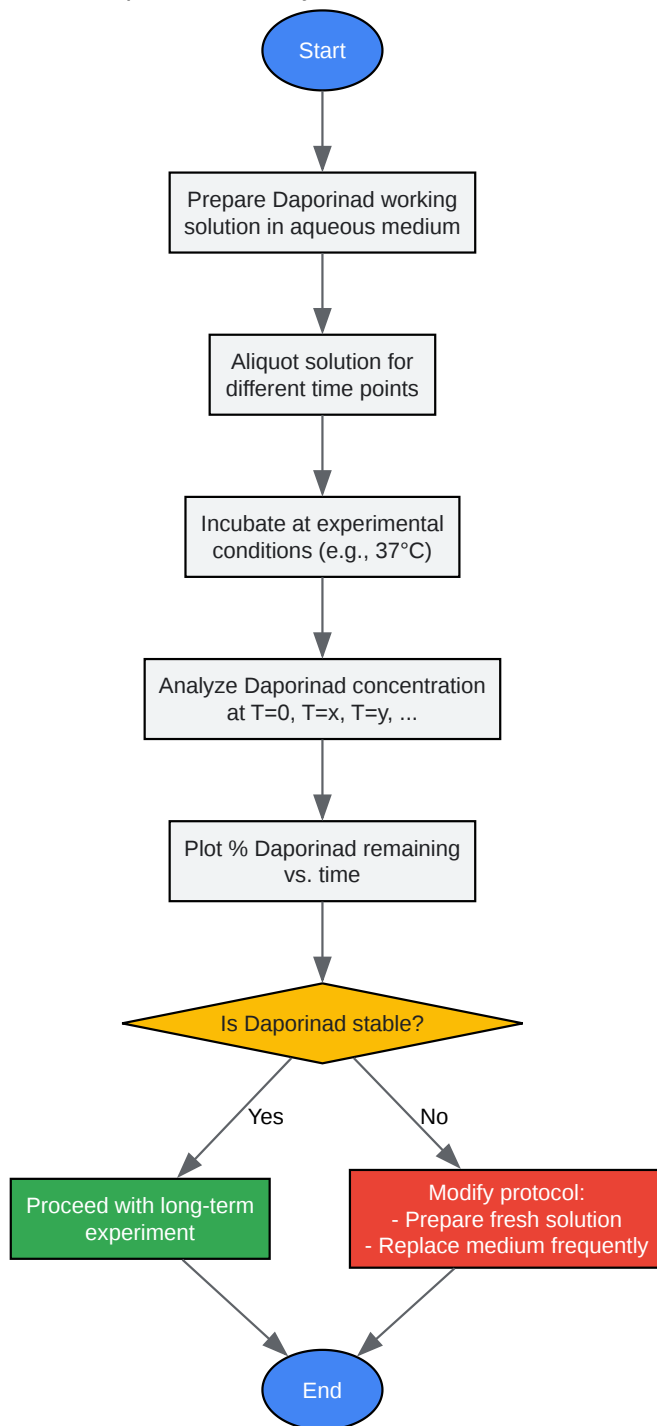 Start
Prepare Daporinad working
solution in aqueous medium
Aliquot solution for
different time points
Incubate at experimental
conditions (e.g., 37°C)
Analyze Daporinad concentration
at T=0, T=x, T=y, ...
Plot % Daporinad remaining
vs. time
Is Daporinad stable?
Yes
No
Proceed with long-term
experiment
Modify protocol:
- Prepare fresh solution
- Replace medium frequently
End